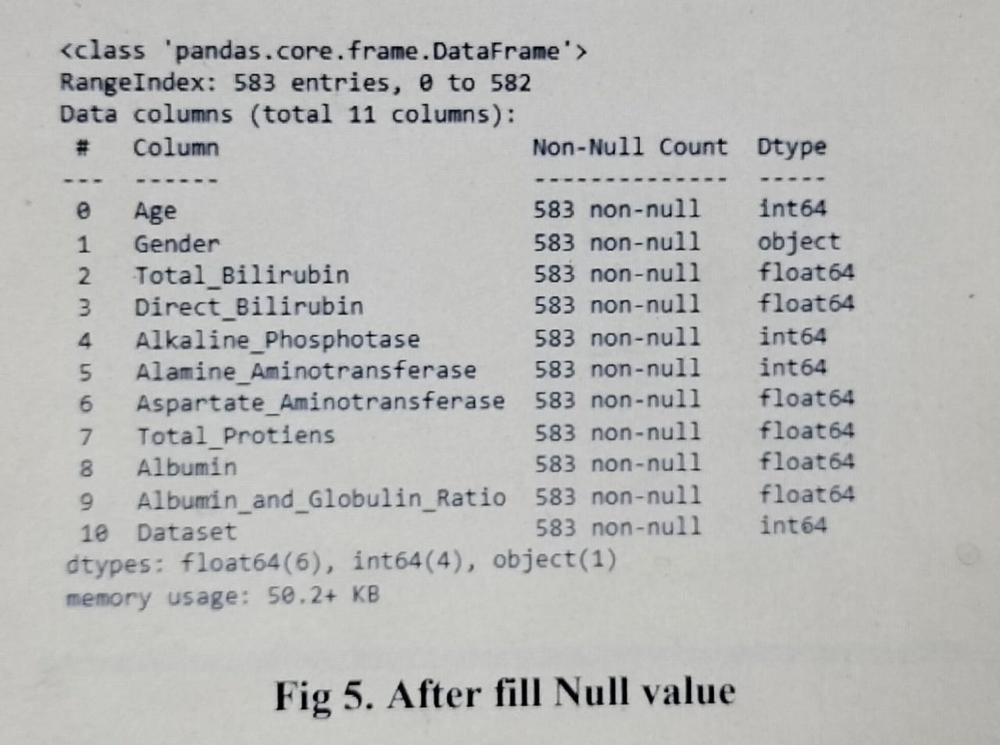 <class 'pandas.core.frame.DataFrame'>
RangeIndex: 583 entries, 0 to 582
Data columns (total 11 columns):
# Column Non-Null Count Dtype
--- ------ -------------- -----
0 Age 583 non-null int64
1 Gender 583 non-null object
2 Total_Bilirubin 583 non-null float64
3 Direct_Bilirubin 583 non-null float64
4 Alkaline_Phosphotase 583 non-null int64
5 Alamine_Aminotransferase 583 non-null int64
6 Aspartate_Aminotransferase 583 non-null float64
7 Total_Protiens 583 non-null float64
8 Albumin 583 non-null float64
9 Albumin_and_Globulin_Ratio 583 non-null float64
10 Dataset 583 non-null int64
dtypes: float64(6), int64(4), object(1)
memory usage: 50.2+ KB
Fig 5. After fill Null value